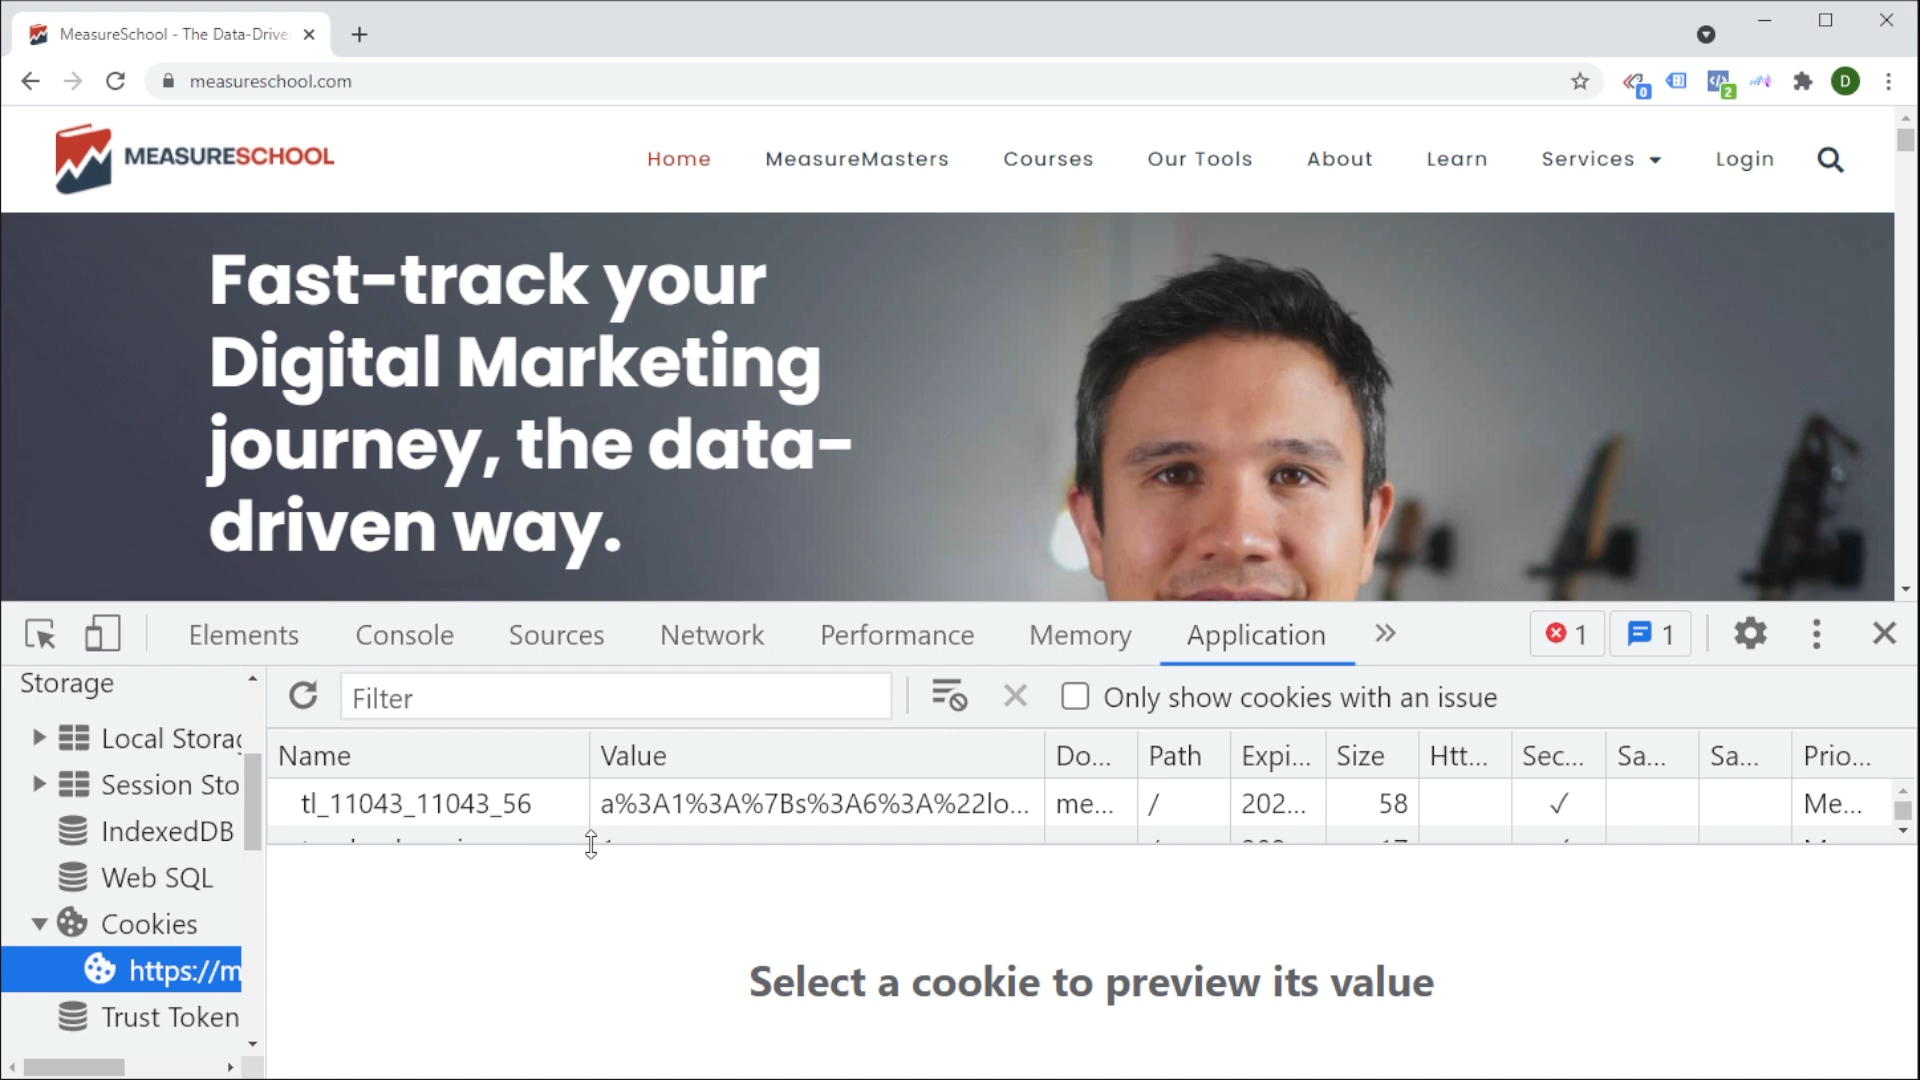 MeasureSchool - The Data-Drive
measureschool.com
0
2
D
MEASURESCHOOL
Home
MeasureMasters
Courses
Our Tools
About
Learn
Services
Login
Fast-track your
Digital Marketing
journey, the data-
driven way.
Elements
Console
Sources
Network
Performance
Memory
Application
1
1
Storage
Filter
Only show cookies with an issue
Local Storag
Session Sto
IndexedDB
Web SQL
Cookies
https://m
Trust Token
Name Value Do... Path Expi... Size Htt... Sec... Sa... Sa... Prio...
tl_11043_11043_56 a%3A1%3A%7Bs%3A6%3A%22lo... me... / 202... 58 ✓ Me...
Select a cookie to preview its value